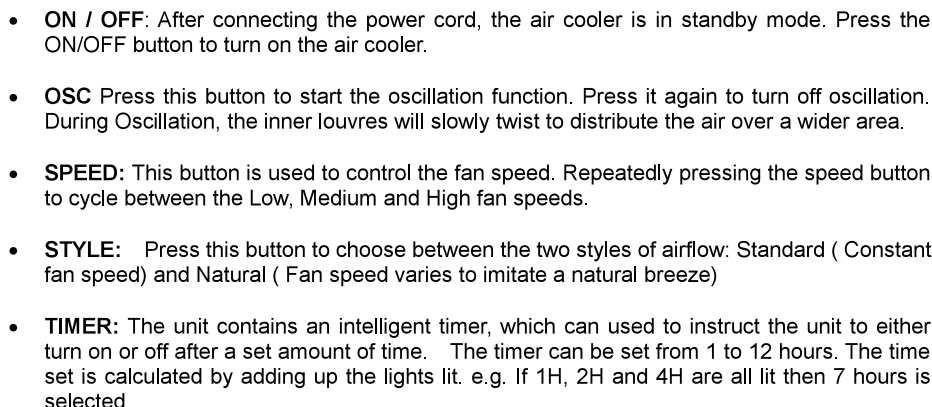 • ON / OFF: After connecting the power cord, the air cooler is in standby mode. Press the
ON/OFF button to turn on the air cooler.
• OSC Press this button to start the oscillation function. Press it again to turn off oscillation.
During Oscillation, the inner louvres will slowly twist to distribute the air over a wider area.
• SPEED: This button is used to control the fan speed. Repeatedly pressing the speed button
to cycle between the Low, Medium and High fan speeds.
• STYLE: Press this button to choose between the two styles of airflow: Standard ( Constant
fan speed) and Natural ( Fan speed varies to imitate a natural breeze)
• TIMER: The unit contains an intelligent timer, which can used to instruct the unit to either
turn on or off after a set amount of time. The timer can be set from 1 to 12 hours. The time
set is calculated by adding up the lights lit. e.g. If 1H, 2H and 4H are all lit then 7 hours is
selected